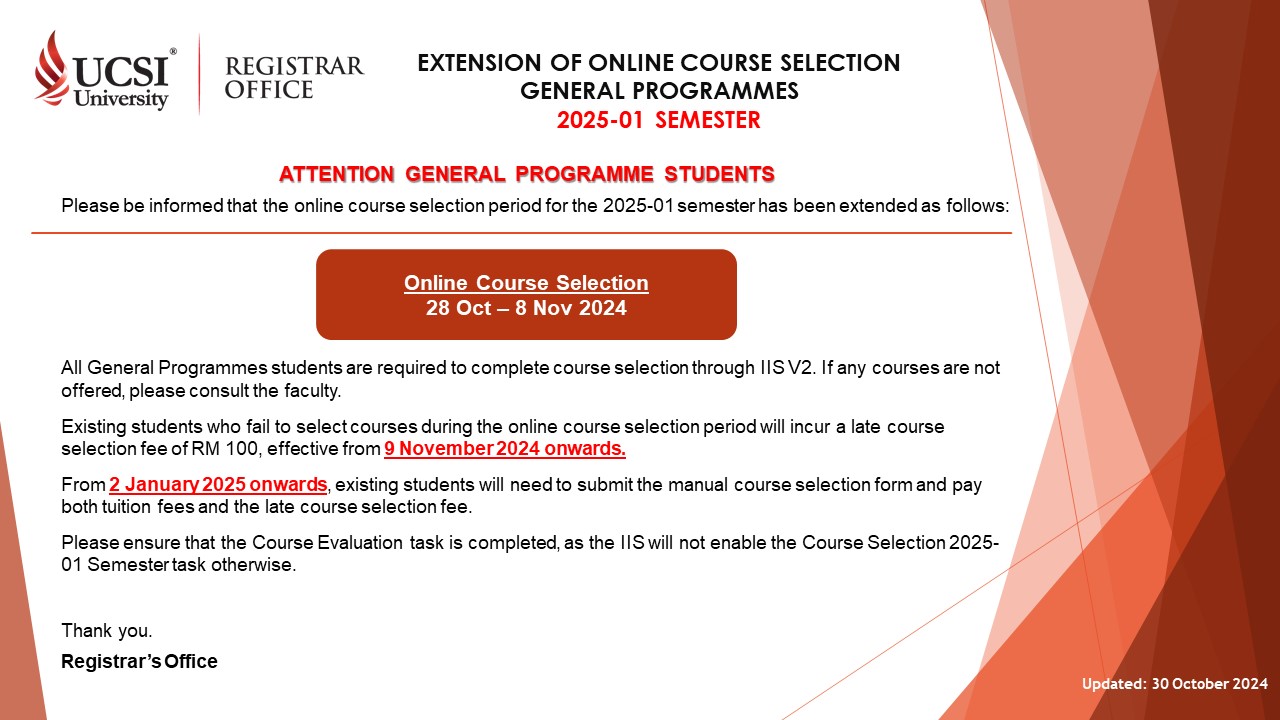 UCSI®
University
REGISTRAR
OFFICE
EXTENSION OF ONLINE COURSE SELECTION
GENERAL PROGRAMMES
2025-01 SEMESTER
ATTENTION GENERAL PROGRAMME STUDENTS
Please be informed that the online course selection period for the 2025-01 semester has been extended as follows:
Online Course Selection
28 Oct – 8 Nov 2024
All General Programmes students are required to complete course selection through IIS V2. If any courses are not
offered, please consult the faculty.
Existing students who fail to select courses during the online course selection period will incur a late course
selection fee of RM 100, effective from 9 November 2024 onwards.
From 2 January 2025 onwards, existing students will need to submit the manual course selection form and pay
both tuition fees and the late course selection fee.
Please ensure that the Course Evaluation task is completed, as the IIS will not enable the Course Selection 2025-
01 Semester task otherwise.
Thank you.
Registrar’s Office
Updated: 30 October 2024